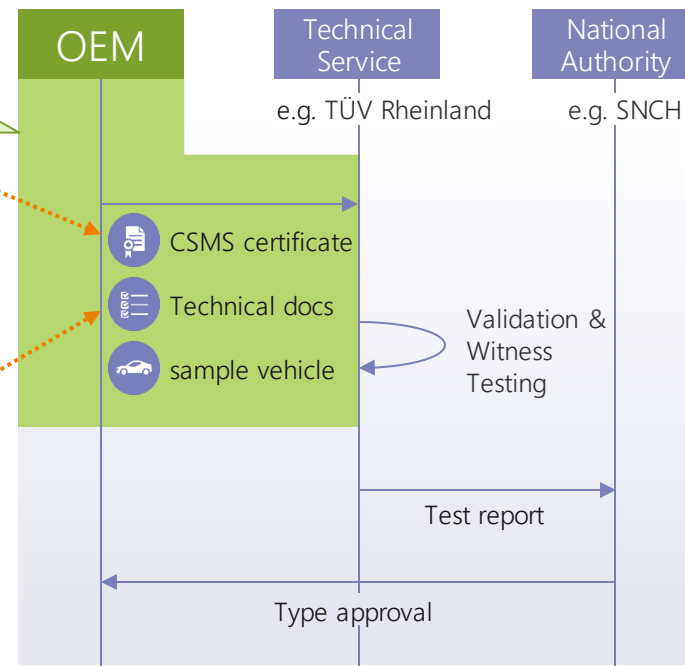 OEM
Technical
Service
National
Authority
e.g. TÜV Rheinland
e.g. SNCH
CSMS certificate
Technical docs
sample vehicle
Validation &
Witness
Testing
Test report
Type approval